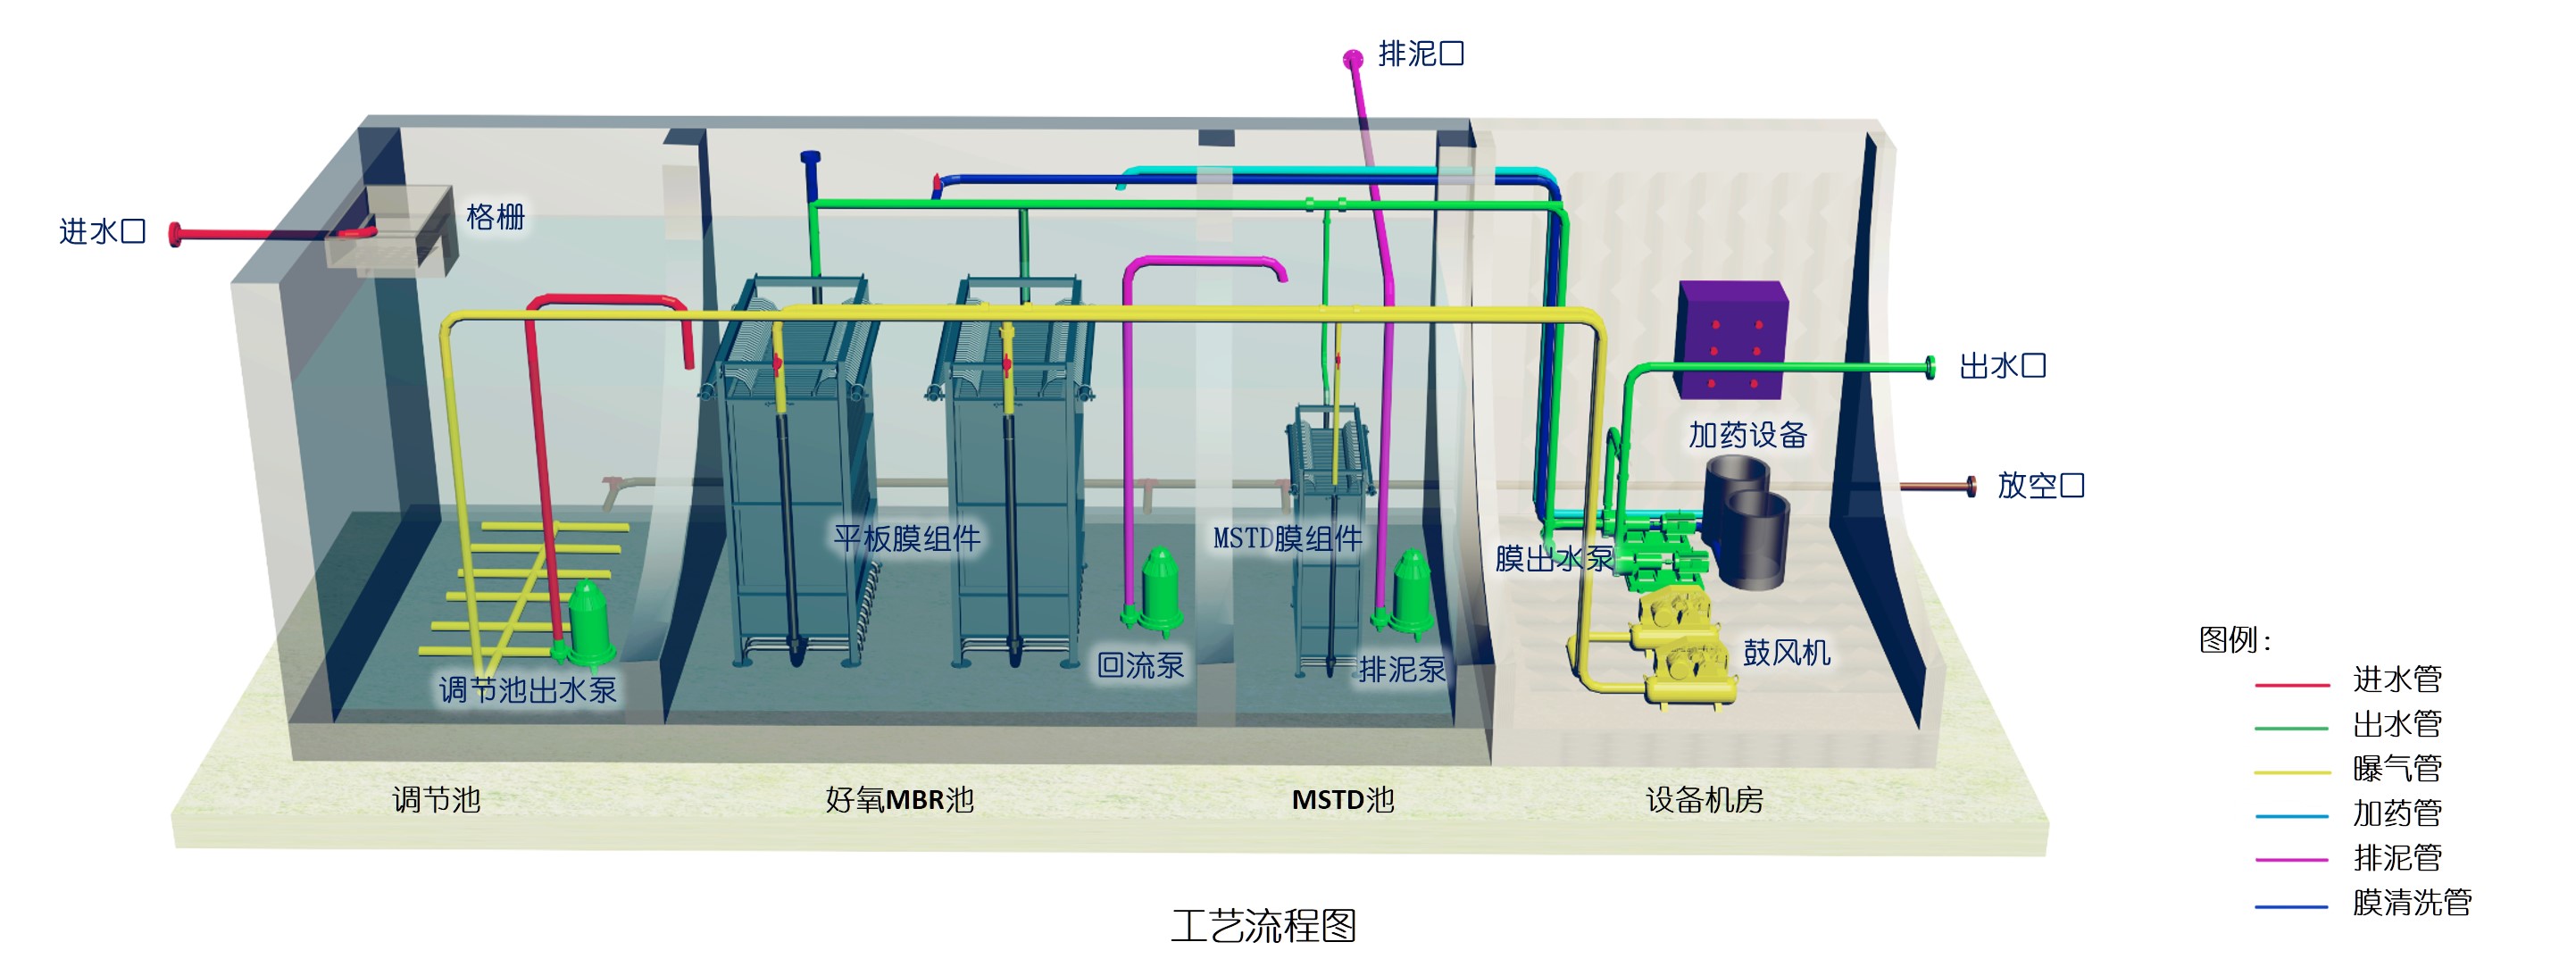 排泥口
进水口
格栅
出水口
加药设备
放空口
平板膜组件
MSTD膜组件
膜出水泵
回流泵
排泥泵
鼓风机
调节池出水泵
调节池
好氧MBR池
MSTD池
设备机房
图例：
进水管
出水管
曝气管
加药管
排泥管
膜清洗管
工艺流程图